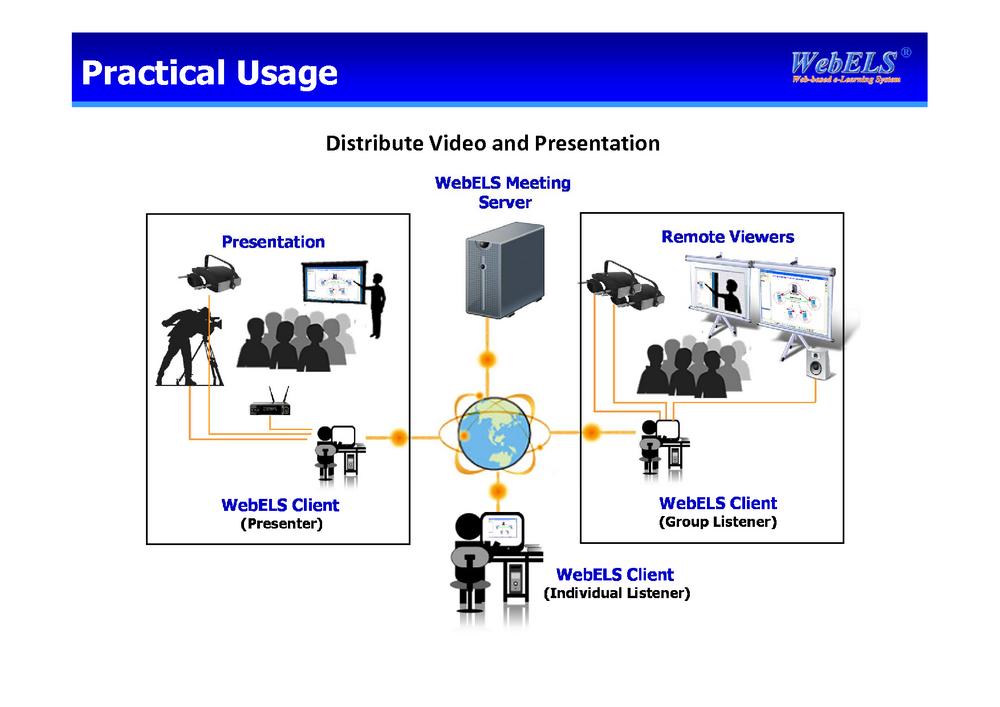 Practical Usage
WebELS®
Web-based e-Learning System
Distribute Video and Presentation
WebELS Meeting
Server
Presentation
Remote Viewers
WebELS Client
(Presenter)
WebELS Client
(Group Listener)
WebELS Client
(Individual Listener)